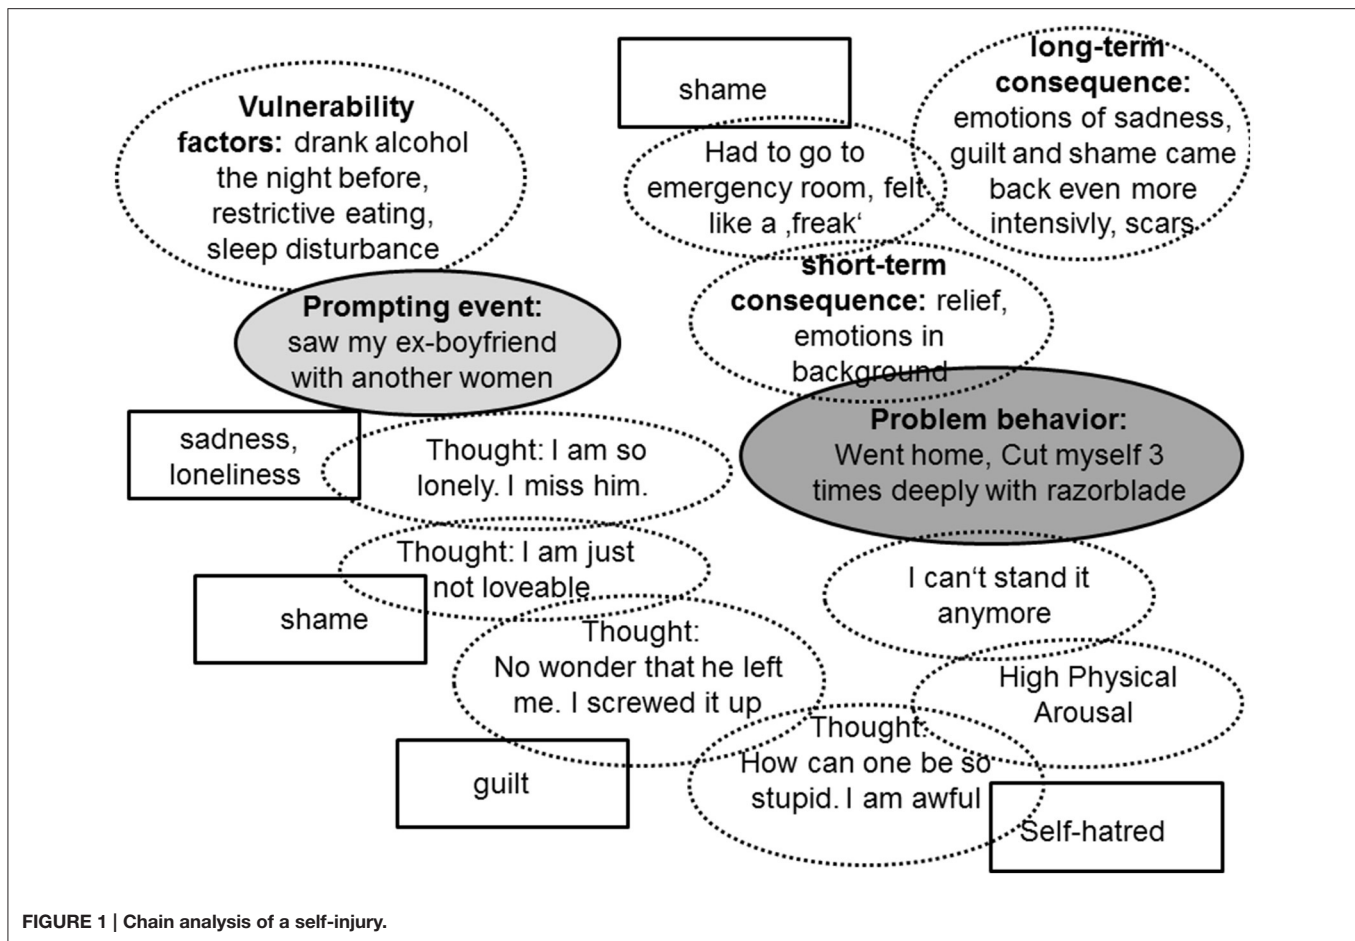 Vulnerability
factors: drank alcohol
the night before,
restrictive eating,
sleep disturbance
Prompting event:
saw my ex-boyfriend
with another women
sadness,
loneliness
Thought: I am so
lonely. I miss him.
Thought: I am just
not loveable
shame
Thought:
No wonder that he left
me. I screwed it up
guilt
Thought:
How can one be so
stupid. I am awful
Self-hatred
High Physical
Arousal
I can‘t stand it
anymore
Problem behavior:
Went home, Cut myself 3
times deeply with razorblade
short-term
consequence: relief,
emotions in
background
Had to go to
emergency room, felt
like a ‚freak‘
shame
long-term
consequence:
emotions of sadness,
guilt and shame came
back even more
intensivly, scars
FIGURE 1 | Chain analysis of a self-injury.